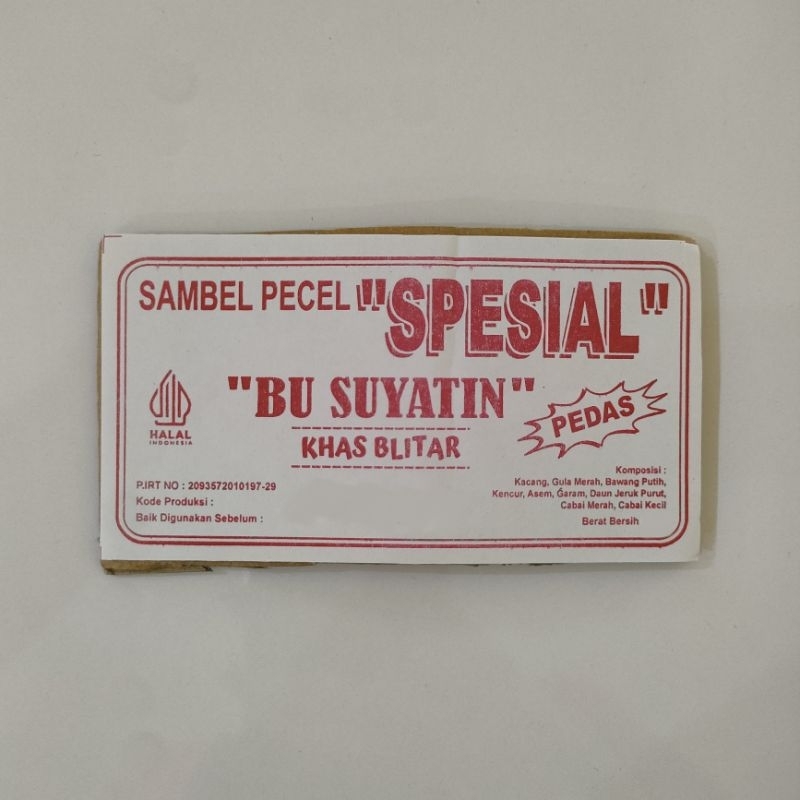 SAMBEL PECEL "SPESIAL"
"BU SUYATIN"
KHAS BLITAR
PEDAS
HALAL
INDONESIA
P.IRT NO : 2093572010197-29
Kode Produksi :
Baik Digunakan Sebelum :
Komposisi :
Kacang, Gula Merah, Bawang Putih,
Kencur, Asem, Garam, Daun Jeruk Purut,
Cabai Merah, Cabai Kecil
Berat Bersih